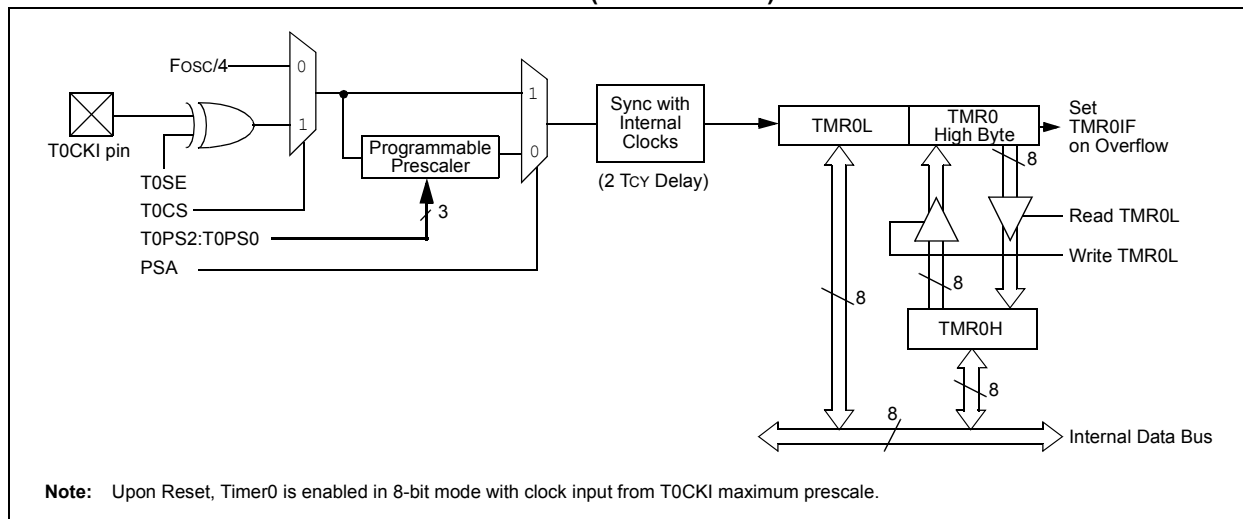 Fosc/4
0
1
T0CKI pin
T0SE
T0CS
T0PS2:T0PS0
PSA
Programmable
Prescaler
3
1
0
Sync with
Internal
Clocks
(2 TCY Delay)
TMR0L
TMR0
High Byte
Set
TMR0IF
on Overflow
8
Read TMR0L
Write TMR0L
8
8
TMR0H
8
8
Internal Data Bus
Note: Upon Reset, Timer0 is enabled in 8-bit mode with clock input from T0CKI maximum prescale.